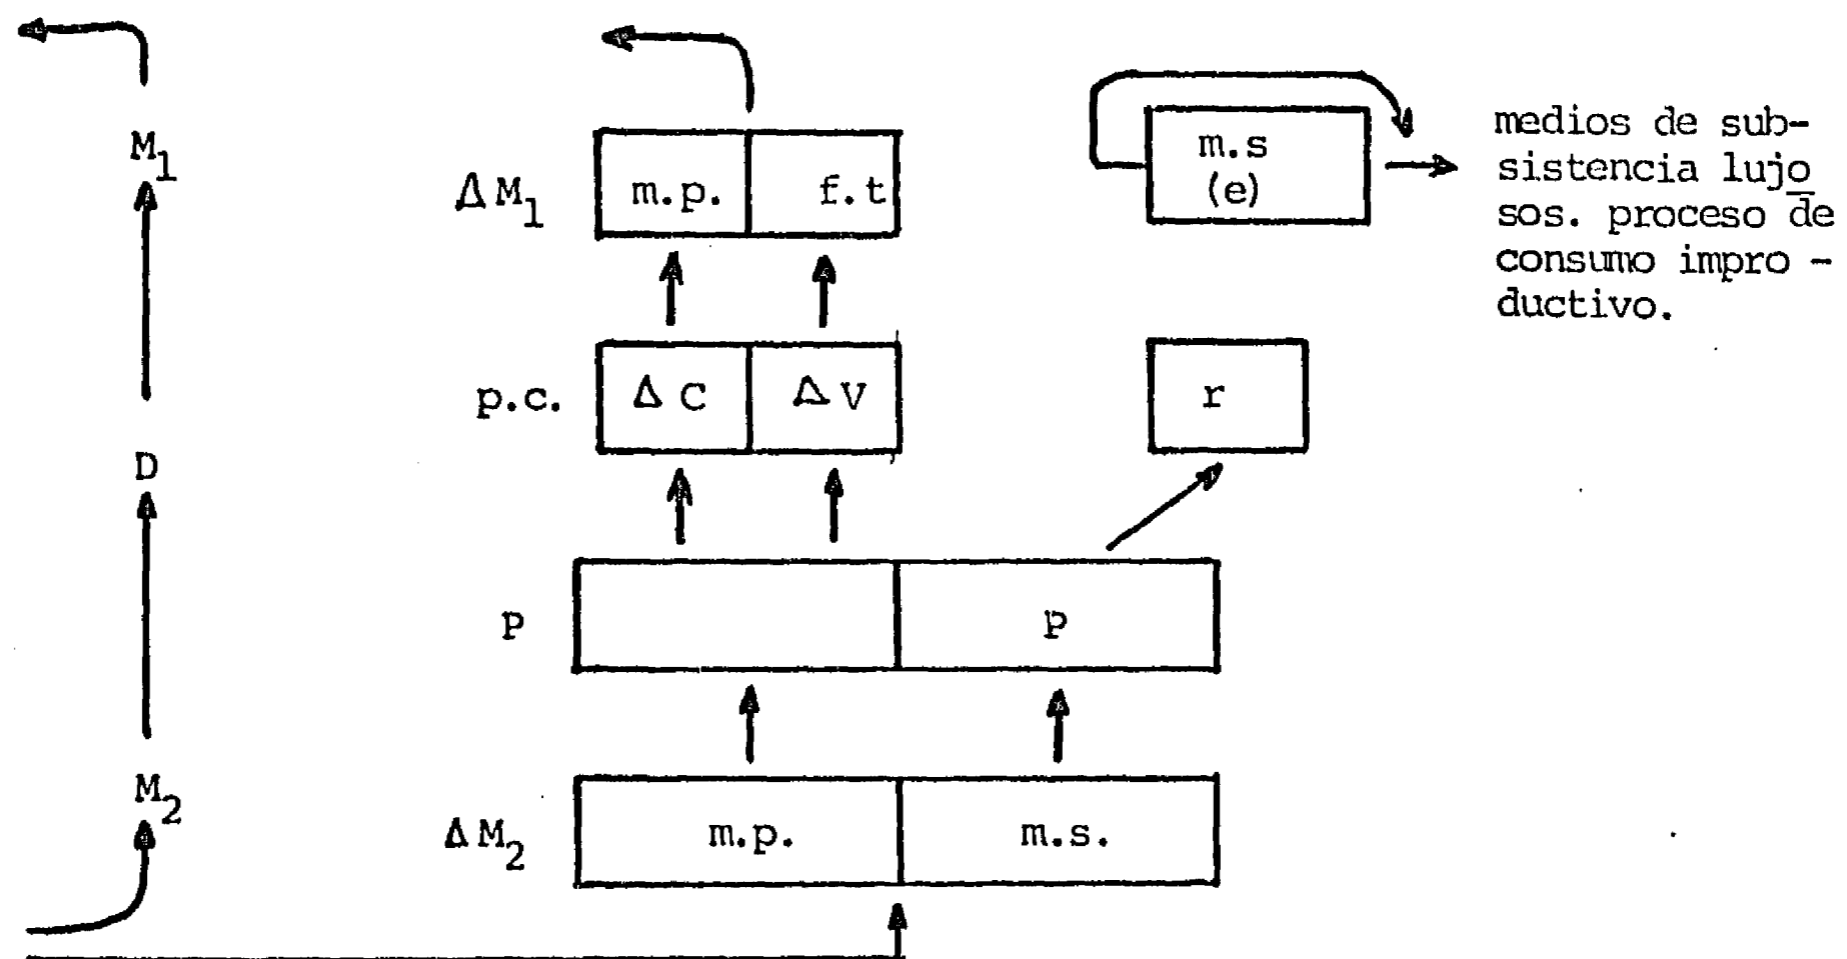 M1
ΔM1 m.p. f.t
m.s
(e)
medios de sub-
sistencia lujo
sos. proceso de
consumo impro -
ductivo.
p.c. Δ C Δ V r
D
p p
M2
ΔM2 m.p. m.s.